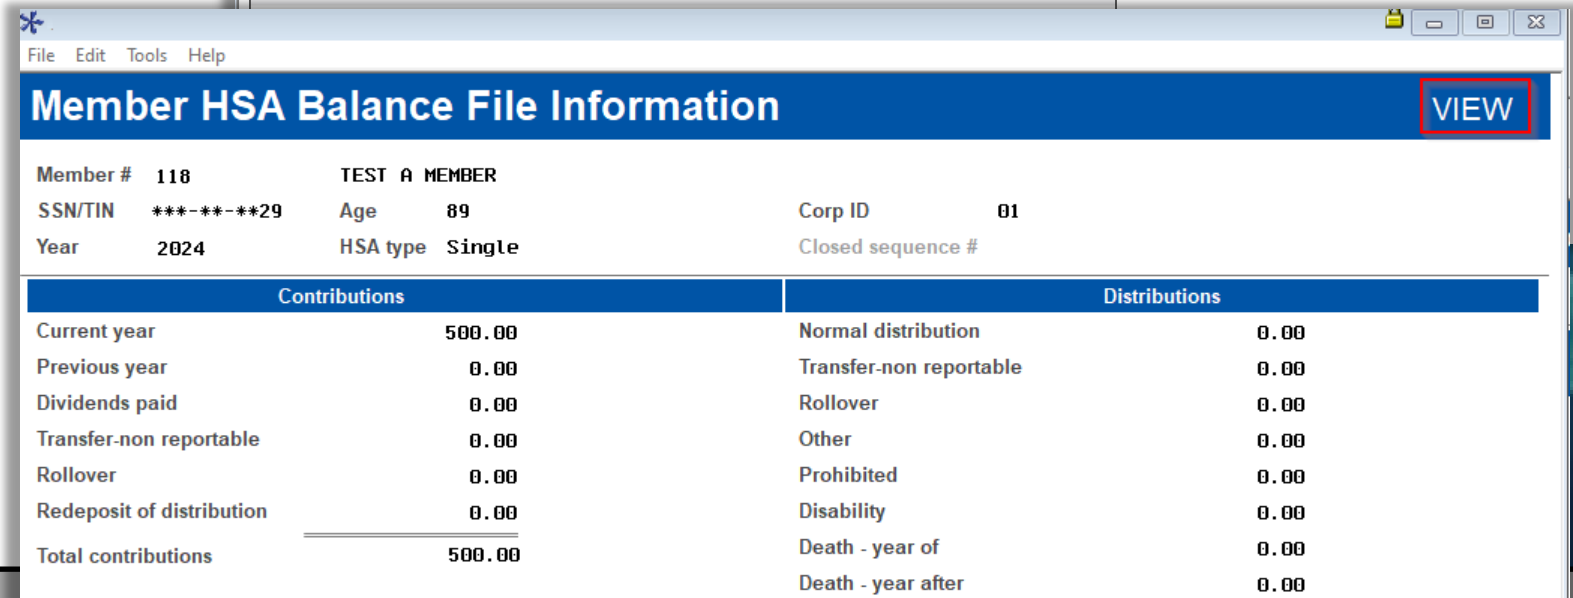 File Edit Tools Help
Member HSA Balance File Information VIEW
Member # 118 TEST A MEMBER
SSN/TIN ***-**-**29 Age 89 Corp ID 01
Year 2024 HSA type Single Closed sequence #
Contributions Distributions
Current year 500.00 Normal distribution 0.00
Previous year 0.00 Transfer-non reportable 0.00
Dividends paid 0.00 Rollover 0.00
Transfer-non reportable 0.00 Other 0.00
Rollover 0.00 Prohibited 0.00
Redeposit of distribution 0.00 Disability 0.00
Total contributions 500.00 Death - year of 0.00
Death - year after 0.00